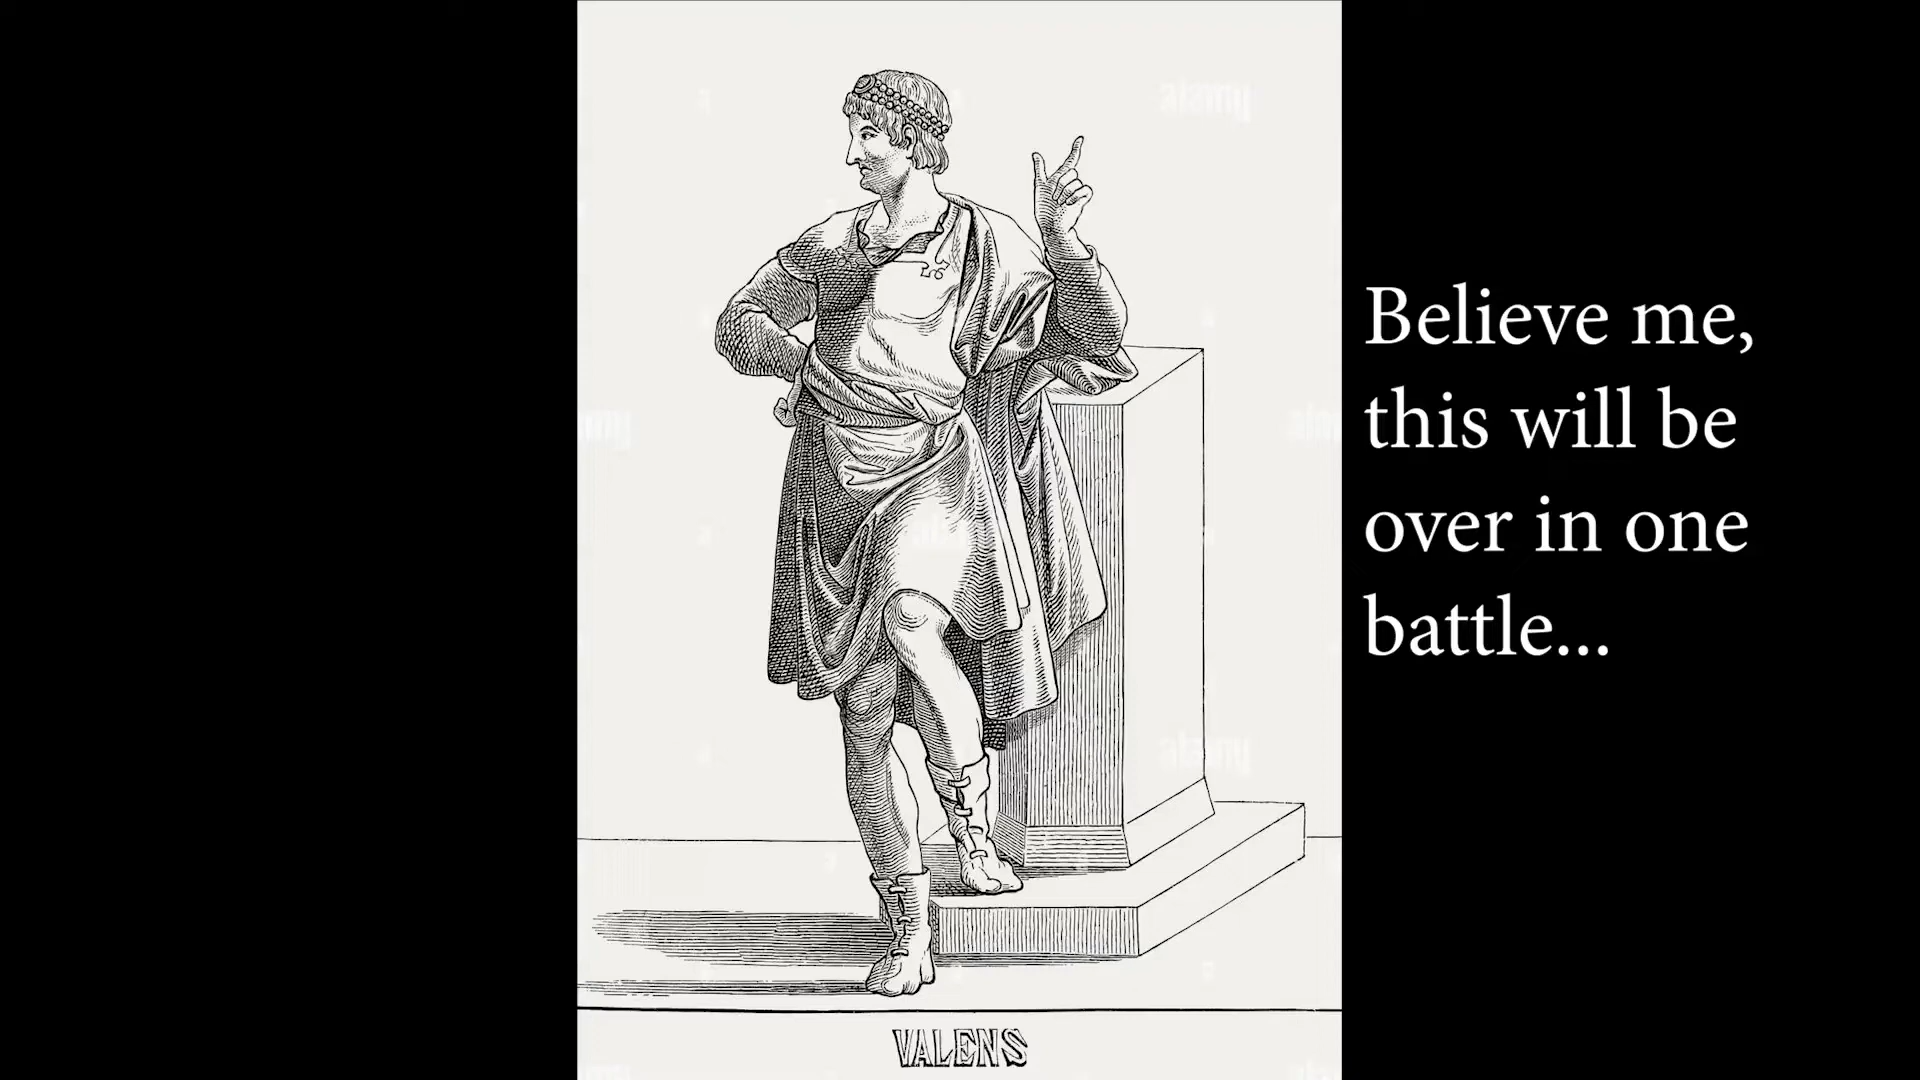 Believe me,
this will be
over in one
battle...
VALENS